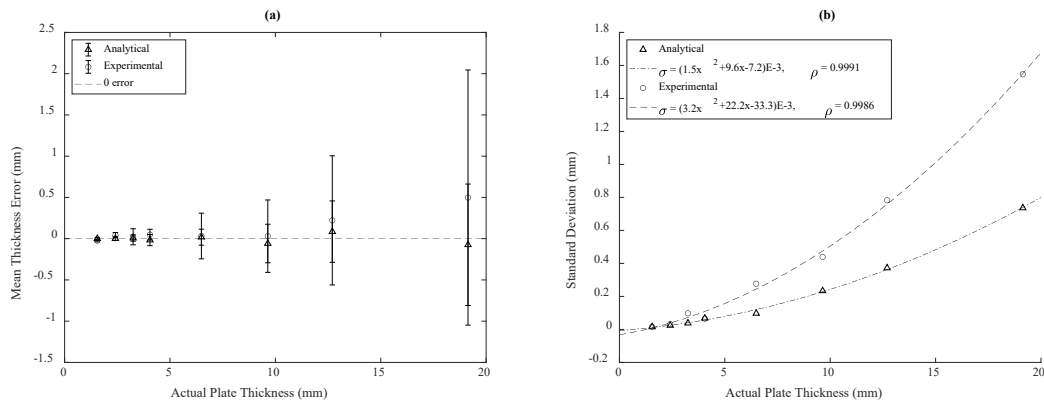 (a)
2.5
2
1.5
1
0.5
0
-0.5
-1
-1.5
Mean Thickness Error (mm)
Analytical
Experimental
0 error
0 5 10 15 20
Actual Plate Thickness (mm)
(b)
1.8
1.6
1.4
1.2
1
0.8
0.6
0.4
0.2
0
-0.2
Standard Deviation (mm)
Analytical
σ = (1.5x 2+9.6x-7.2)E-3, ρ = 0.9991
Experimental
σ = (3.2x 2+22.2x-33.3)E-3, ρ = 0.9986
0 5 10 15 20
Actual Plate Thickness (mm)